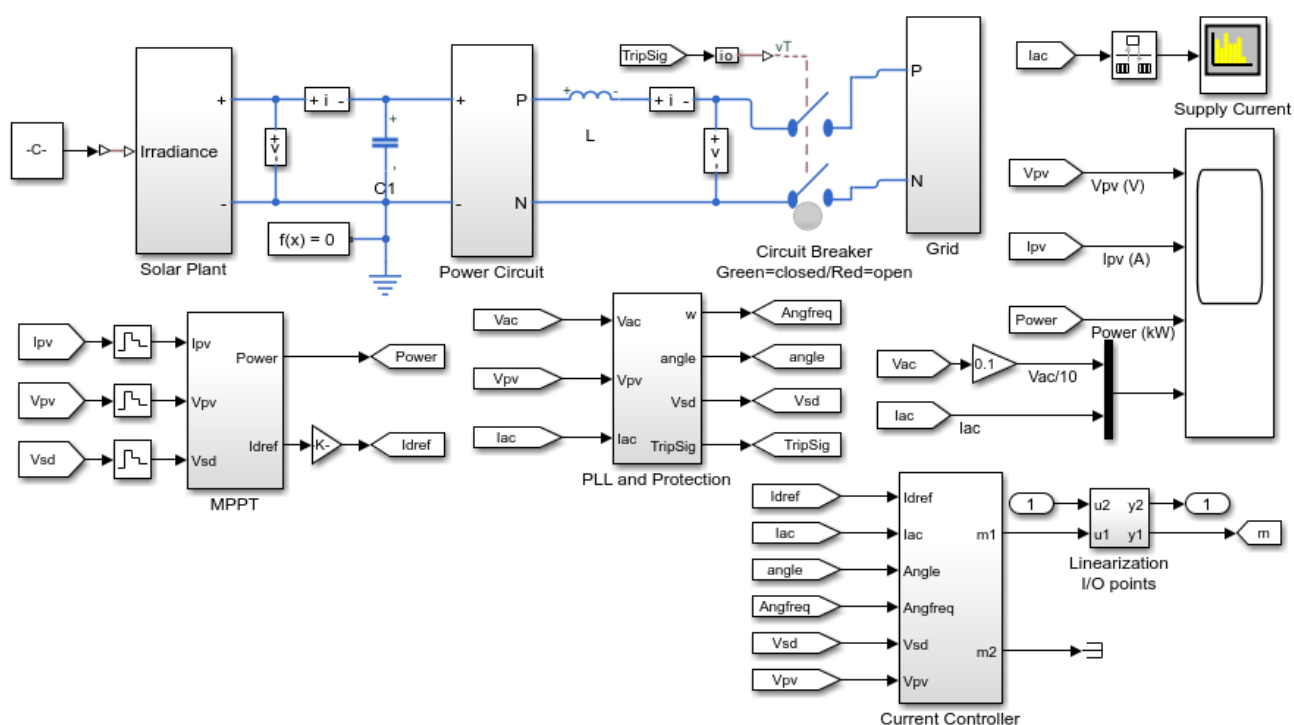 TripSig
io
vT
Iac
Supply Current
-C-
Irradiance
+
-
Solar Plant
+ i -
+
v
-
+
-
C1
f(x) = 0
+
-
P
N
Power Circuit
+
-
L
+ i -
+
v
-
Circuit Breaker
Green=closed/Red=open
P
N
Grid
Vpv
Vpv (V)
Ipv
Ipv (A)
Power
Power (kW)
Vac
0.1
Vac/10
Iac
Iac
Ipv
Vpv
Vsd
Ipv
Vpv
Vsd
Power
Idref
MPPT
-K-
Power
Idref
Vac
Vpv
Iac
Vac
Vpv
Iac
w
angle
Vsd
TripSig
PLL and Protection
Angfreq
angle
Vsd
TripSig
Idref
Iac
angle
Angfreq
Vsd
Vpv
Idref
Iac
Angle
Angfreq
Vsd
Vpv
m1
m2
Current Controller
1
u2
u1
y2
y1
Linearization
I/O points
1
m